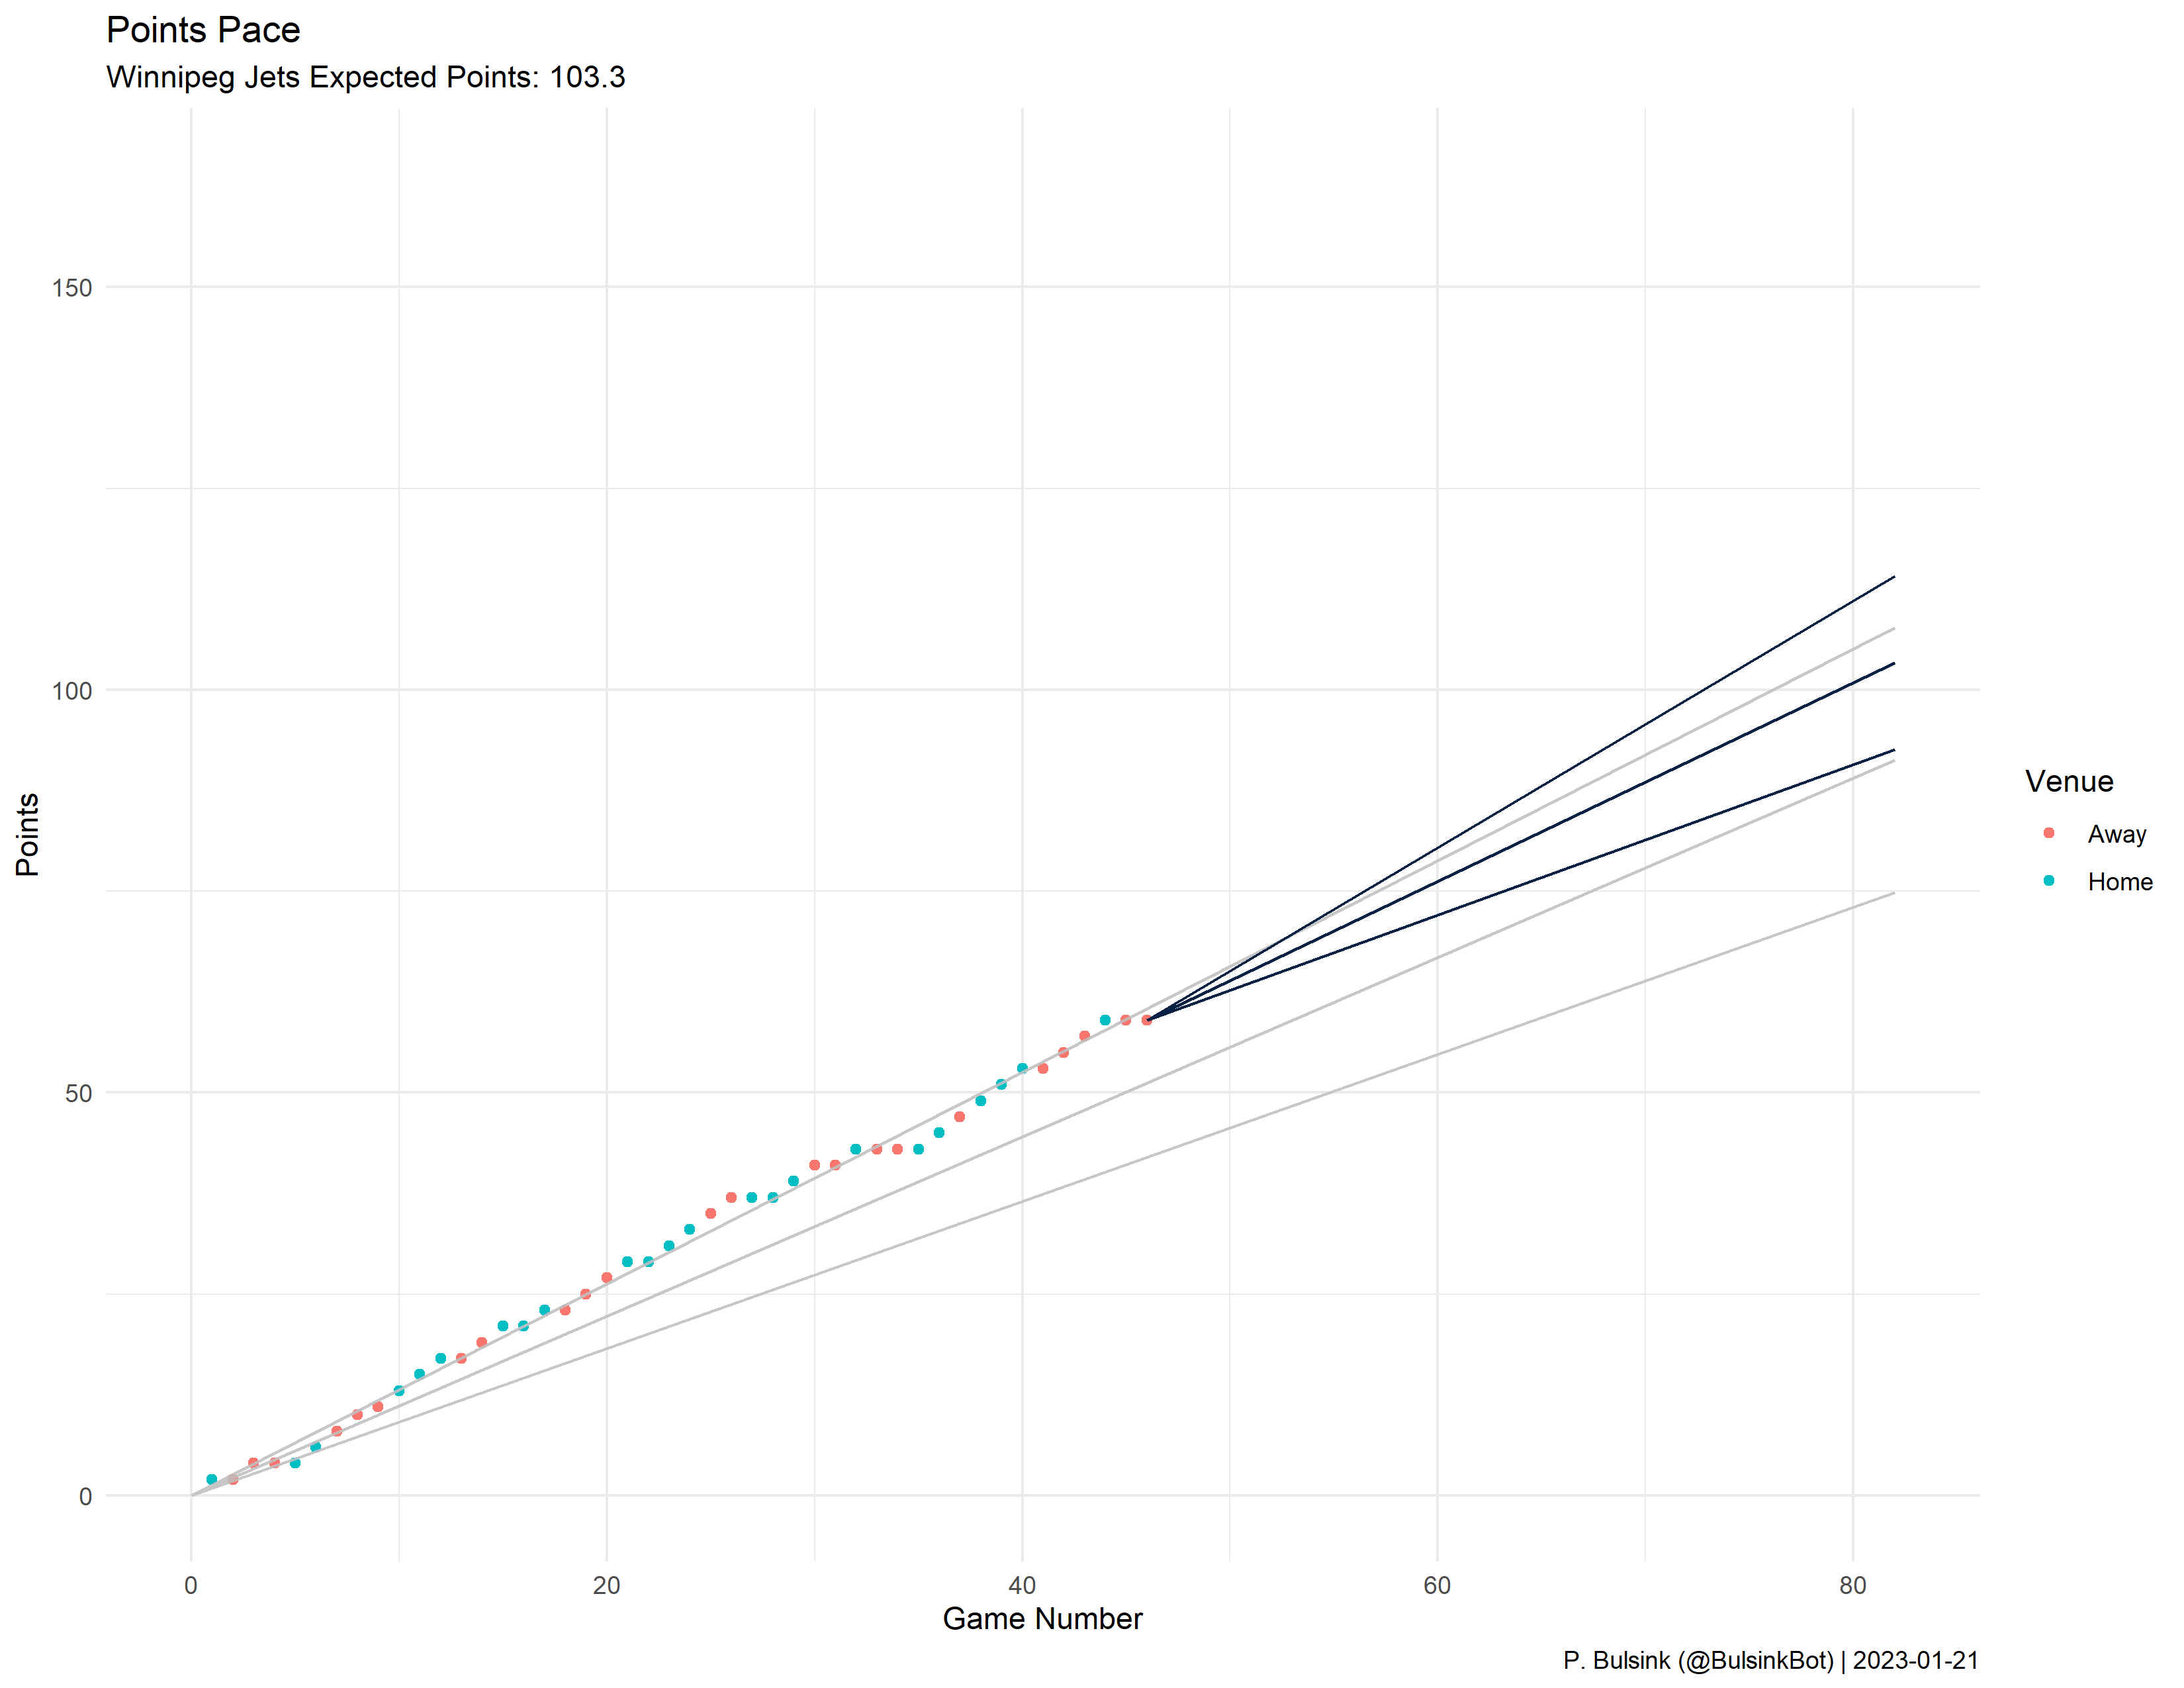 Points Pace
Winnipeg Jets Expected Points: 103.3
150
100
50
0
Points
0 20 40 60 80
Game Number
Venue
Away
Home
P. Bulsink (@BulsinkBot) | 2023-01-21